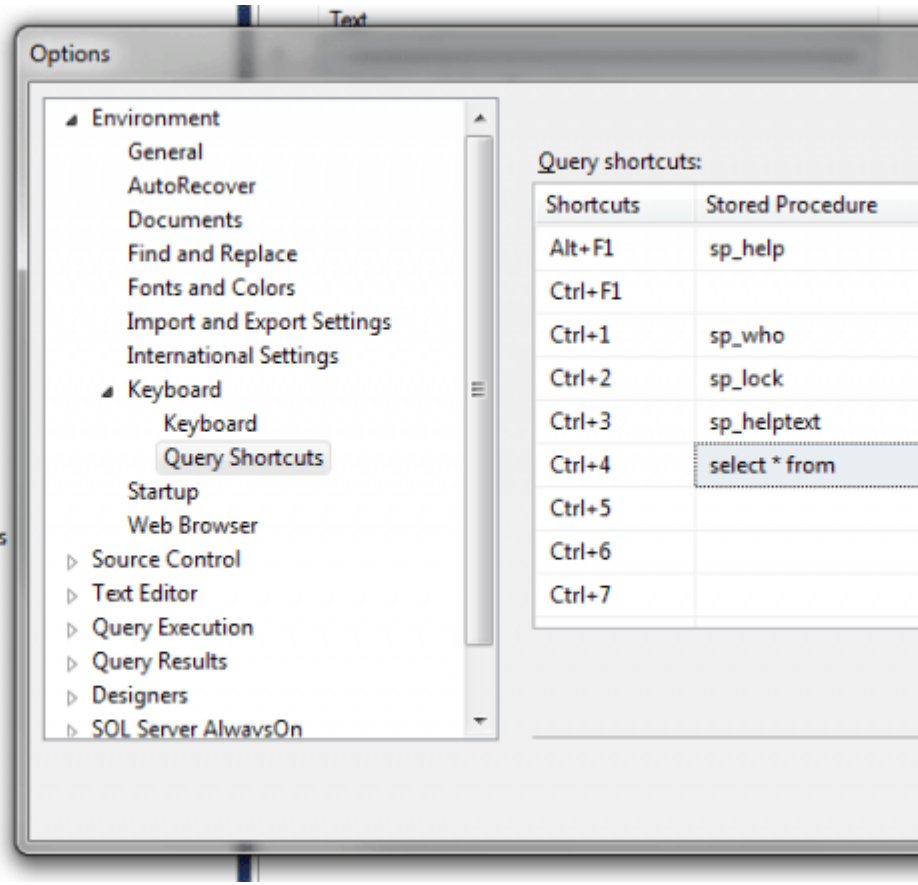 Text
Options
Environment
General
AutoRecover
Documents
Find and Replace
Fonts and Colors
Import and Export Settings
International Settings
Keyboard
Keyboard
Query Shortcuts
Startup
Web Browser
Source Control
Text Editor
Query Execution
Query Results
Designers
SQL Server AlwaysOn
s
Query shortcuts:
Shortcuts Stored Procedure
Alt+F1 sp_help
Ctrl+F1
Ctrl+1 sp_who
Ctrl+2 sp_lock
Ctrl+3 sp_helptext
Ctrl+4 select * from
Ctrl+5
Ctrl+6
Ctrl+7